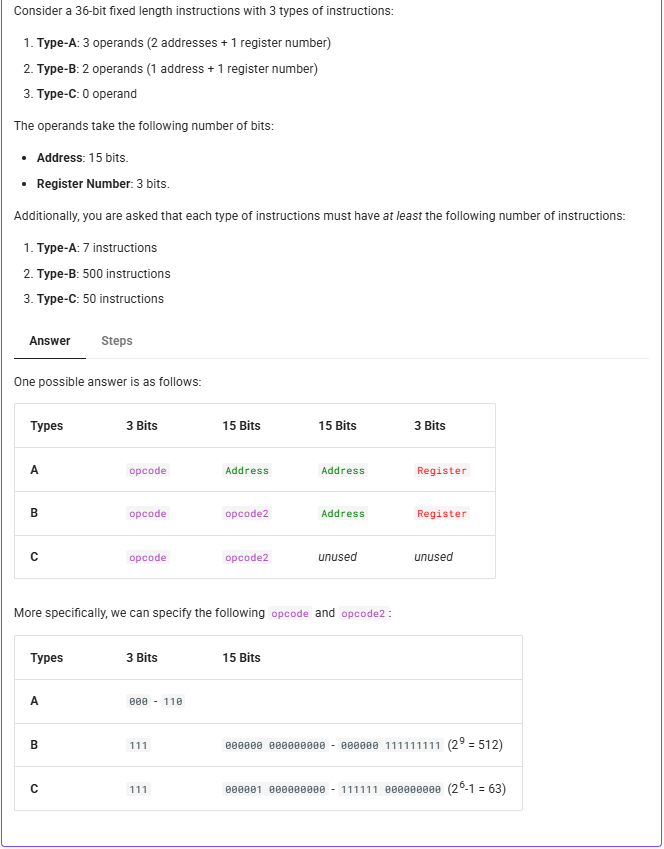 Consider a 36-bit fixed length instructions with 3 types of instructions:
1. Type-A: 3 operands (2 addresses + 1 register number)
2. Type-B: 2 operands (1 address + 1 register number)
3. Type-C: 0 operand
The operands take the following number of bits:
• Address: 15 bits.
• Register Number: 3 bits.
Additionally, you are asked that each type of instructions must have at least the following number of instructions:
1. Type-A: 7 instructions
2. Type-B: 500 instructions
3. Type-C: 50 instructions
Answer Steps
One possible answer is as follows:
Types 3 Bits 15 Bits 15 Bits 3 Bits
A opcode Address Address Register
B opcode opcode2 Address Register
C opcode opcode2 unused unused
More specifically, we can specify the following opcode and opcode2 :
Types 3 Bits 15 Bits
A 000 - 110
B 111 000000 000000000 - 000000 111111111 (2⁹ = 512)
C 111 000001 000000000 - 111111 000000000 (2⁶-1 = 63)